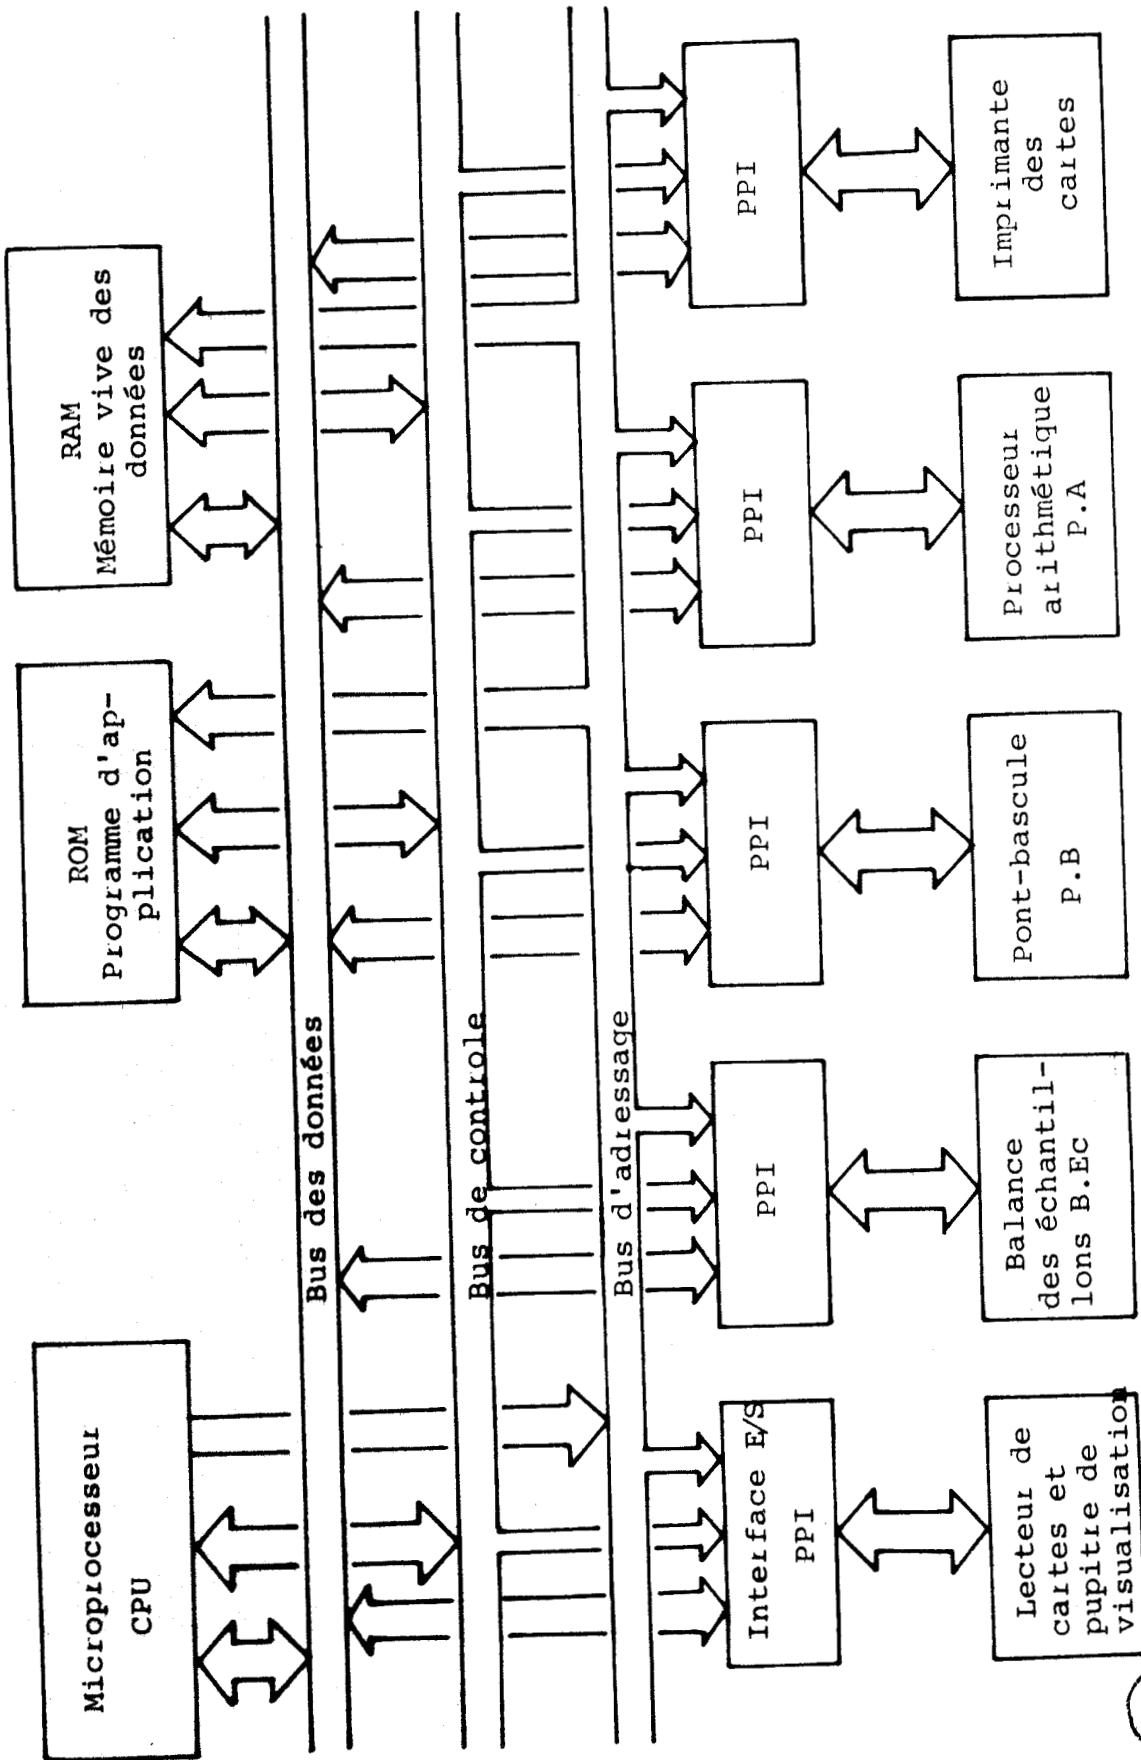 Microprocesseur
CPU
ROM
Programme d'ap-
plication
RAM
Mémoire vive des
données
Bus des données
Bus de controle
Bus d'adressage
Interface E/S
PPI
PPI
PPI
PPI
PPI
Lecteur de
cartes et
pupitre de
visualisation
Balance
des échantil-
lons B.Ec
Pont-bascule
P.B
Processeur
arithmétique
P.A
Imprimante
des
cartes